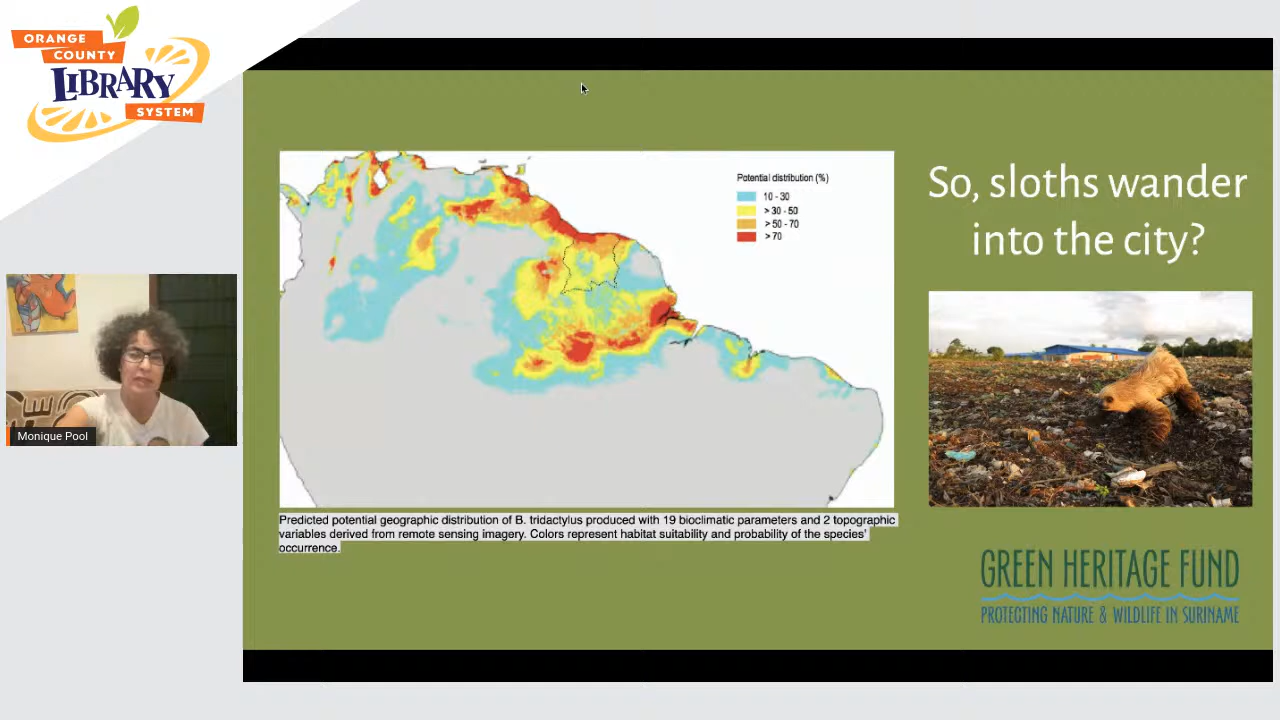 ORANGE
COUNTY
LIBRARY
SYSTEM
Monique Pool
Potential distribution (%)
10 - 30
> 30 - 50
> 50 - 70
> 70
Predicted potential geographic distribution of B. tridactylus produced with 19 bioclimatic parameters and 2 topographic
variables derived from remote sensing imagery. Colors represent habitat suitability and probability of the species'
occurrence.
So, sloths wander
into the city?
GREEN HERITAGE FUND
PROTECTING NATURE & WILDLIFE IN SURINAME